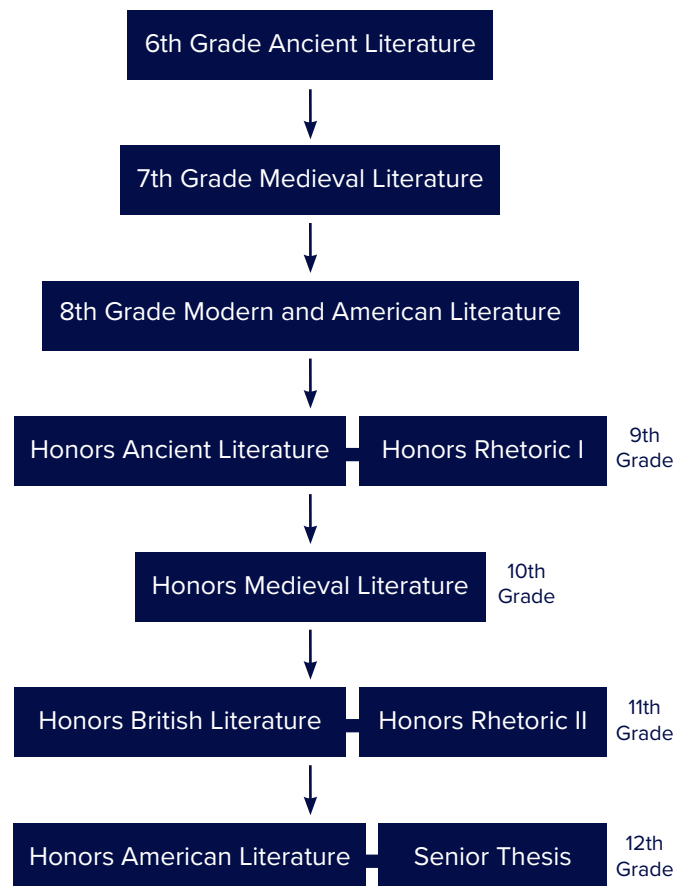 6th Grade Ancient Literature
7th Grade Medieval Literature
8th Grade Modern and American Literature
Honors Ancient Literature
Honors Rhetoric I
9th
Grade
Honors Medieval Literature
10th
Grade
Honors British Literature
Honors Rhetoric II
11th
Grade
Honors American Literature
Senior Thesis
12th
Grade